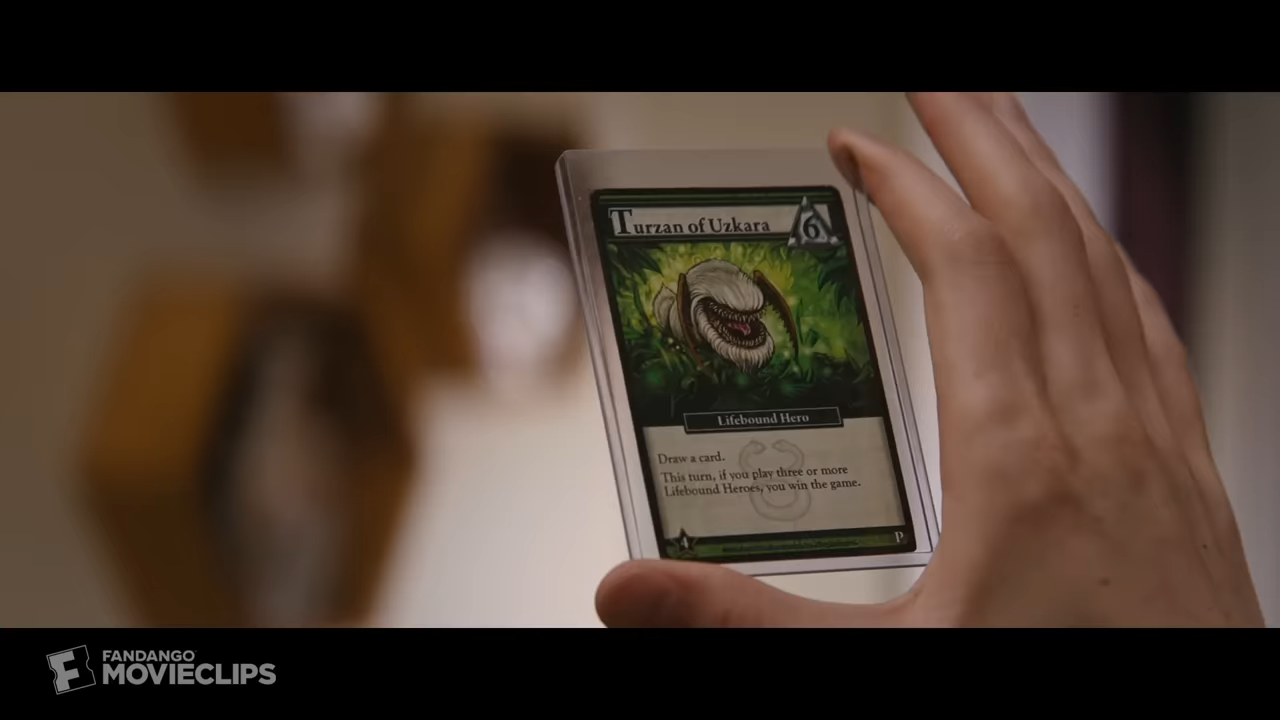 Turzan of Uzkara
6
Lifebound Hero
Draw a card.
This turn, if you play three or more
Lifebound Heroes, you win the game.
4
P
FANDANGO
MOVIECLIPS